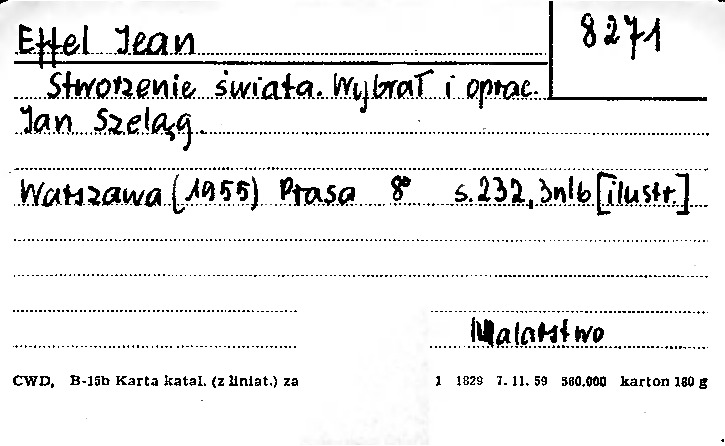 Effel Jean 8271
Stworzenie świata. Wybrał i oprac.
Jan Szeląg.
Warszawa (1955) Prasa 8° s.232, 3nlb [ilustr.]
Malarstwo
CWD, B-15b Karta katal. (z liniat.) za 1 1829 7.11.59 560.000 karton 160 g